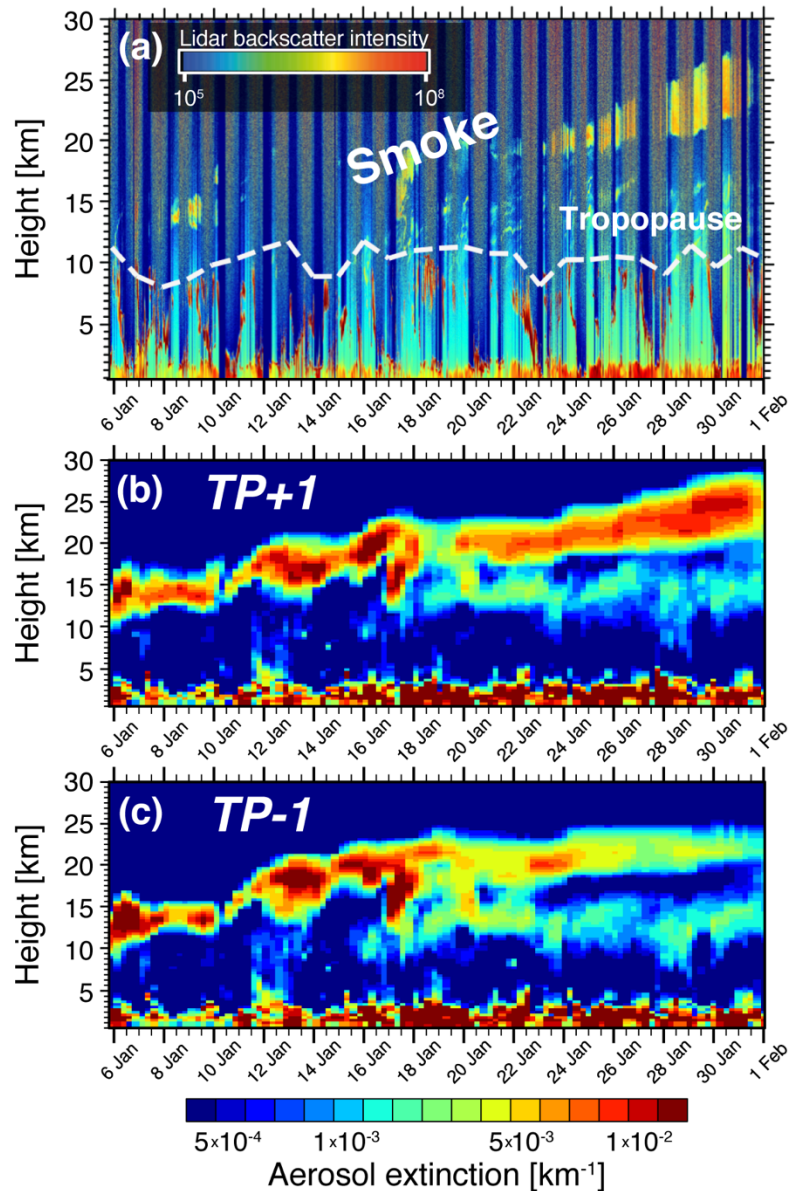 (a) Lidar backscatter intensity
10⁵ 10⁸
Smoke
Tropopause
Height [km]
30
25
20
15
10
5
6 Jan 8 Jan 10 Jan 12 Jan 14 Jan 16 Jan 18 Jan 20 Jan 22 Jan 24 Jan 26 Jan 28 Jan 30 Jan 1 Feb
(b) TP+1
Height [km]
30
25
20
15
10
5
6 Jan 8 Jan 10 Jan 12 Jan 14 Jan 16 Jan 18 Jan 20 Jan 22 Jan 24 Jan 26 Jan 28 Jan 30 Jan 1 Feb
(c) TP-1
Height [km]
30
25
20
15
10
5
6 Jan 8 Jan 10 Jan 12 Jan 14 Jan 16 Jan 18 Jan 20 Jan 22 Jan 24 Jan 26 Jan 28 Jan 30 Jan 1 Feb
5×10⁻⁴ 1×10⁻³ 5×10⁻³ 1×10⁻²
Aerosol extinction [km⁻¹]